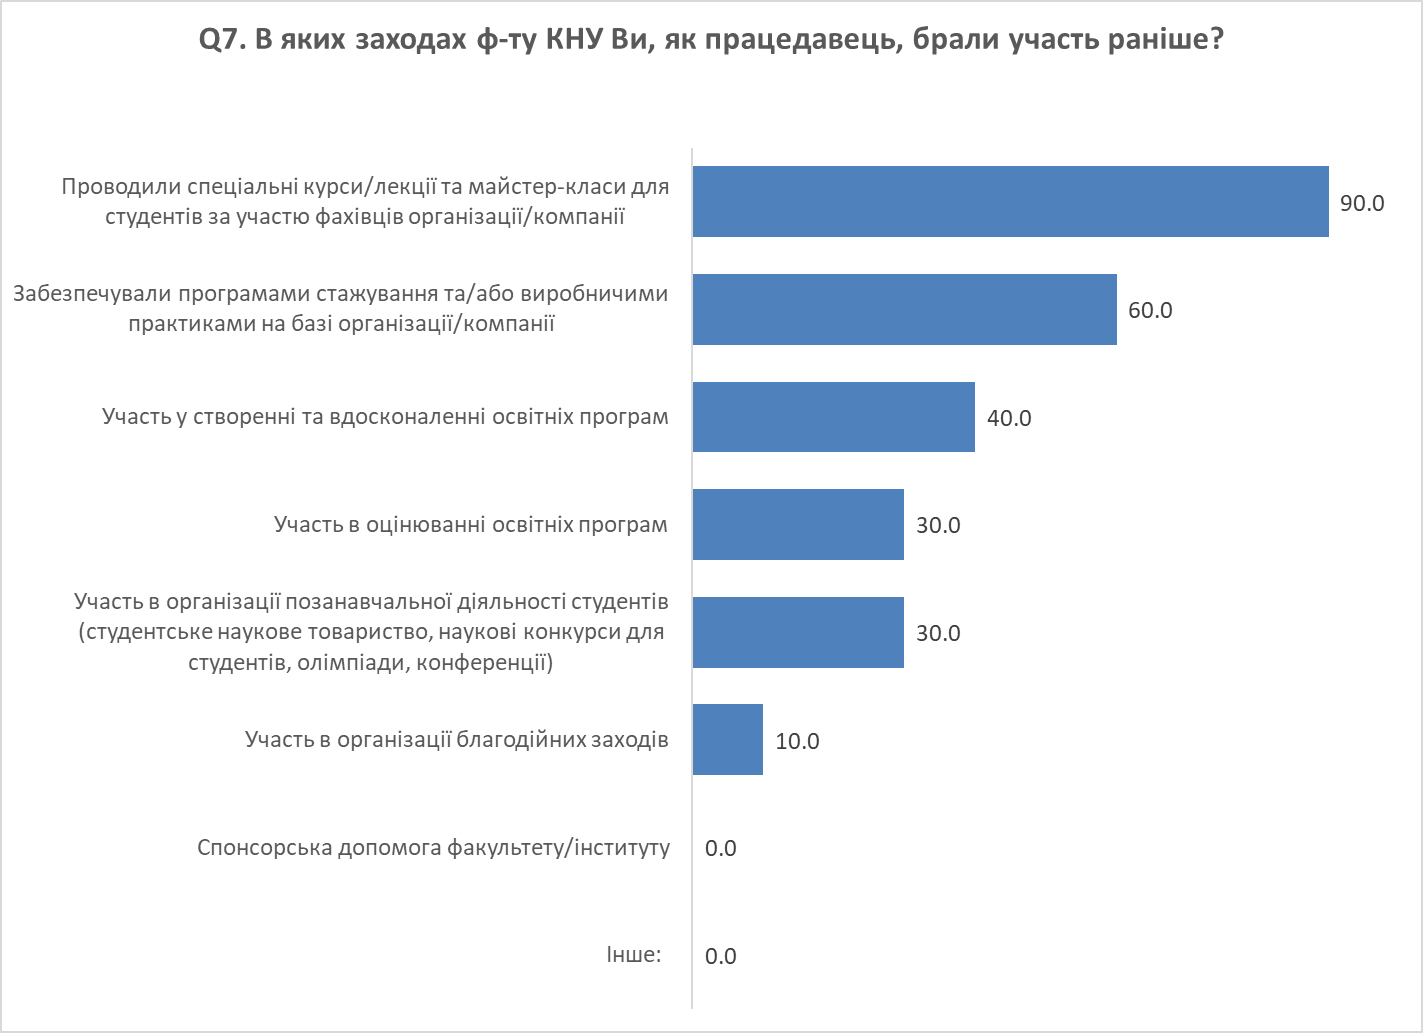 Q7. В яких заходах ф-ту КНУ Ви, як працедавець, брали участь раніше?
Проводили спеціальні курси/лекції та майстер-класи для
студентів за участю фахівців організації/компанії
90.0
Забезпечували програмами стажування та/або виробничими
практиками на базі організації/компанії
60.0
Участь у створенні та вдосконаленні освітніх програм
40.0
Участь в оцінюванні освітніх програм
30.0
Участь в організації позанавчальної діяльності студентів
(студентське наукове товариство, наукові конкурси для
студентів, олімпіади, конференції)
30.0
Участь в організації благодійних заходів
10.0
Спонсорська допомога факультету/інституту
0.0
Інше:
0.0